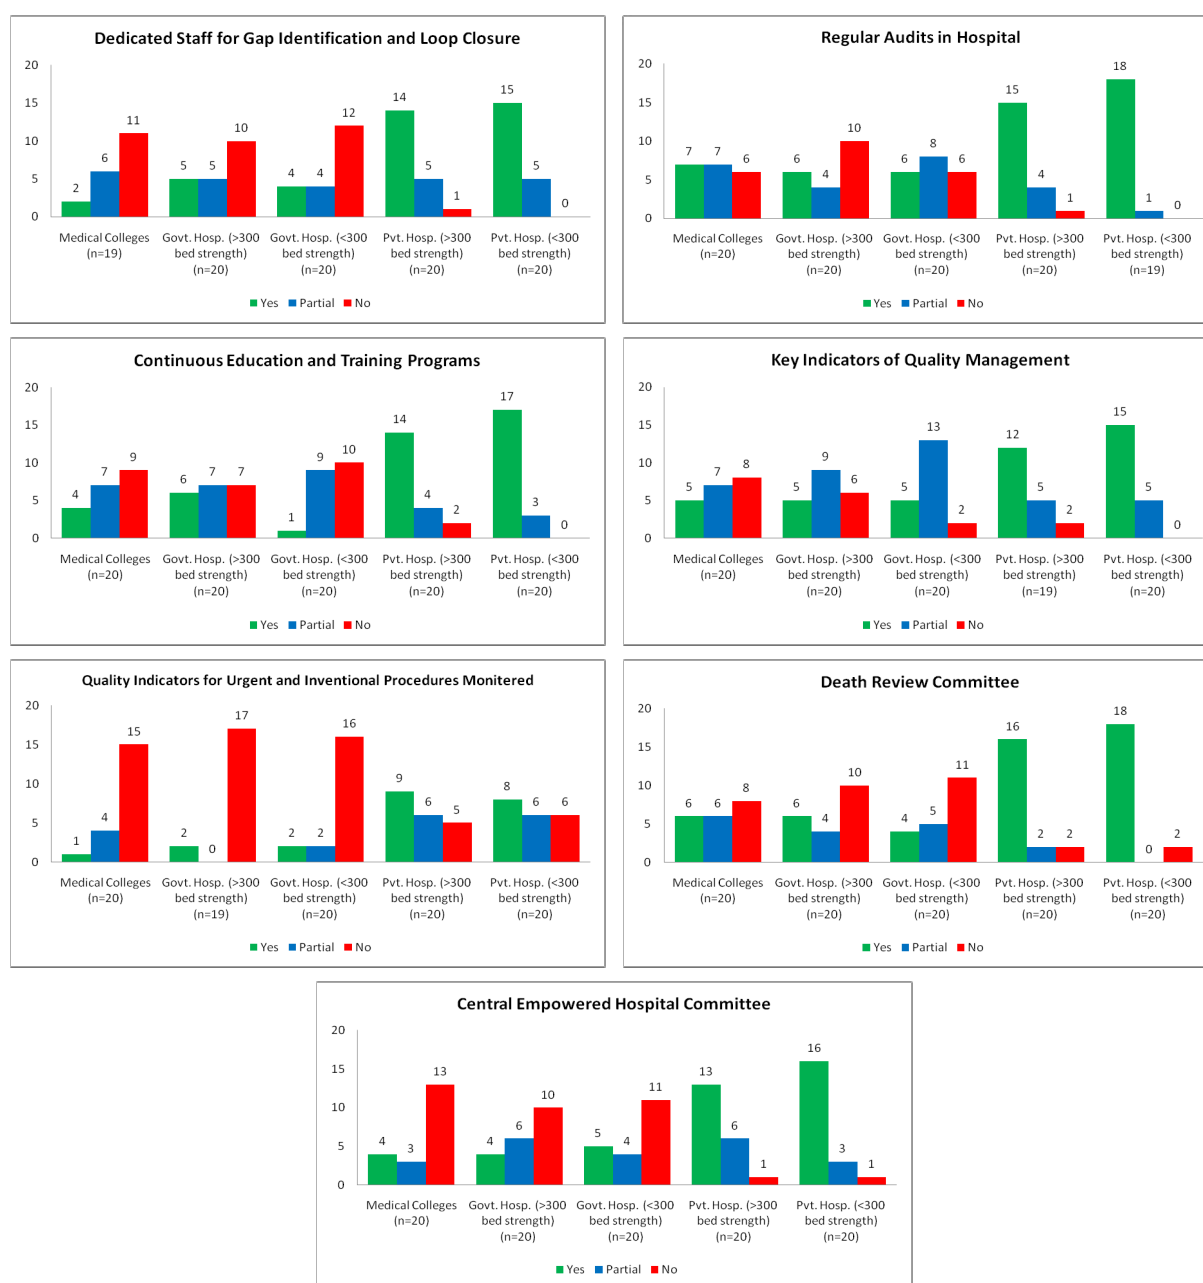 Dedicated Staff for Gap Identification and Loop Closure
20
15
10
5
0
2 6 11 5 5 10 4 4 12 14 5 1 15 5 0
Medical Colleges Govt. Hosp. (>300 Govt. Hosp. (<300 Pvt. Hosp. (>300 Pvt. Hosp. (<300
(n=19) bed strength) bed strength) bed strength) bed strength)
(n=20) (n=20) (n=20) (n=20)
Yes Partial No
Regular Audits in Hospital
20
15
10
5
0
7 7 6 6 4 10 6 8 6 15 4 1 18 1 0
Medical Colleges Govt. Hosp. (>300 Govt. Hosp. (<300 Pvt. Hosp. (>300 Pvt. Hosp. (<300
(n=20) bed strength) bed strength) bed strength) bed strength)
(n=20) (n=20) (n=20) (n=19)
Yes Partial No
Continuous Education and Training Programs
20
15
10
5
0
4 7 9 6 7 7 1 9 10 14 4 2 17 3 0
Medical Colleges Govt. Hosp. (>300 Govt. Hosp. (<300 Pvt. Hosp. (>300 Pvt. Hosp. (<300
(n=20) bed strength) bed strength) bed strength) bed strength)
(n=20) (n=20) (n=20) (n=20)
Yes Partial No
Key Indicators of Quality Management
20
15
10
5
0
5 7 8 5 9 6 5 13 2 12 5 2 15 5 0
Medical Colleges Govt. Hosp. (>300 Govt. Hosp. (<300 Pvt. Hosp. (>300 Pvt. Hosp. (<300
(n=20) bed strength) bed strength) bed strength) bed strength)
(n=20) (n=20) (n=19) (n=20)
Yes Partial No
Quality Indicators for Urgent and Inventional Procedures Monitered
20
15
10
5
0
1 4 15 2 0 17 2 2 16 9 6 5 8 6 6
Medical Colleges Govt. Hosp. (>300 Govt. Hosp. (<300 Pvt. Hosp. (>300 Pvt. Hosp. (<300
(n=20) bed strength) bed strength) bed strength) bed strength)
(n=19) (n=20) (n=20) (n=20)
Yes Partial No
Death Review Committee
20
15
10
5
0
6 6 8 6 4 10 4 5 11 16 2 2 18 0 2
Medical Colleges Govt. Hosp. (>300 Govt. Hosp. (<300 Pvt. Hosp. (>300 Pvt. Hosp. (<300
(n=20) bed strength) bed strength) bed strength) bed strength)
(n=20) (n=20) (n=20) (n=20)
Yes Partial No
Central Empowered Hospital Committee
20
15
10
5
0
4 3 13 4 6 10 5 4 11 13 6 1 16 3 1
Medical Colleges Govt. Hosp. (>300 Govt. Hosp. (<300 Pvt. Hosp. (>300 Pvt. Hosp. (<300
(n=20) bed strength) bed strength) bed strength) bed strength)
(n=20) (n=20) (n=20) (n=20)
Yes Partial No